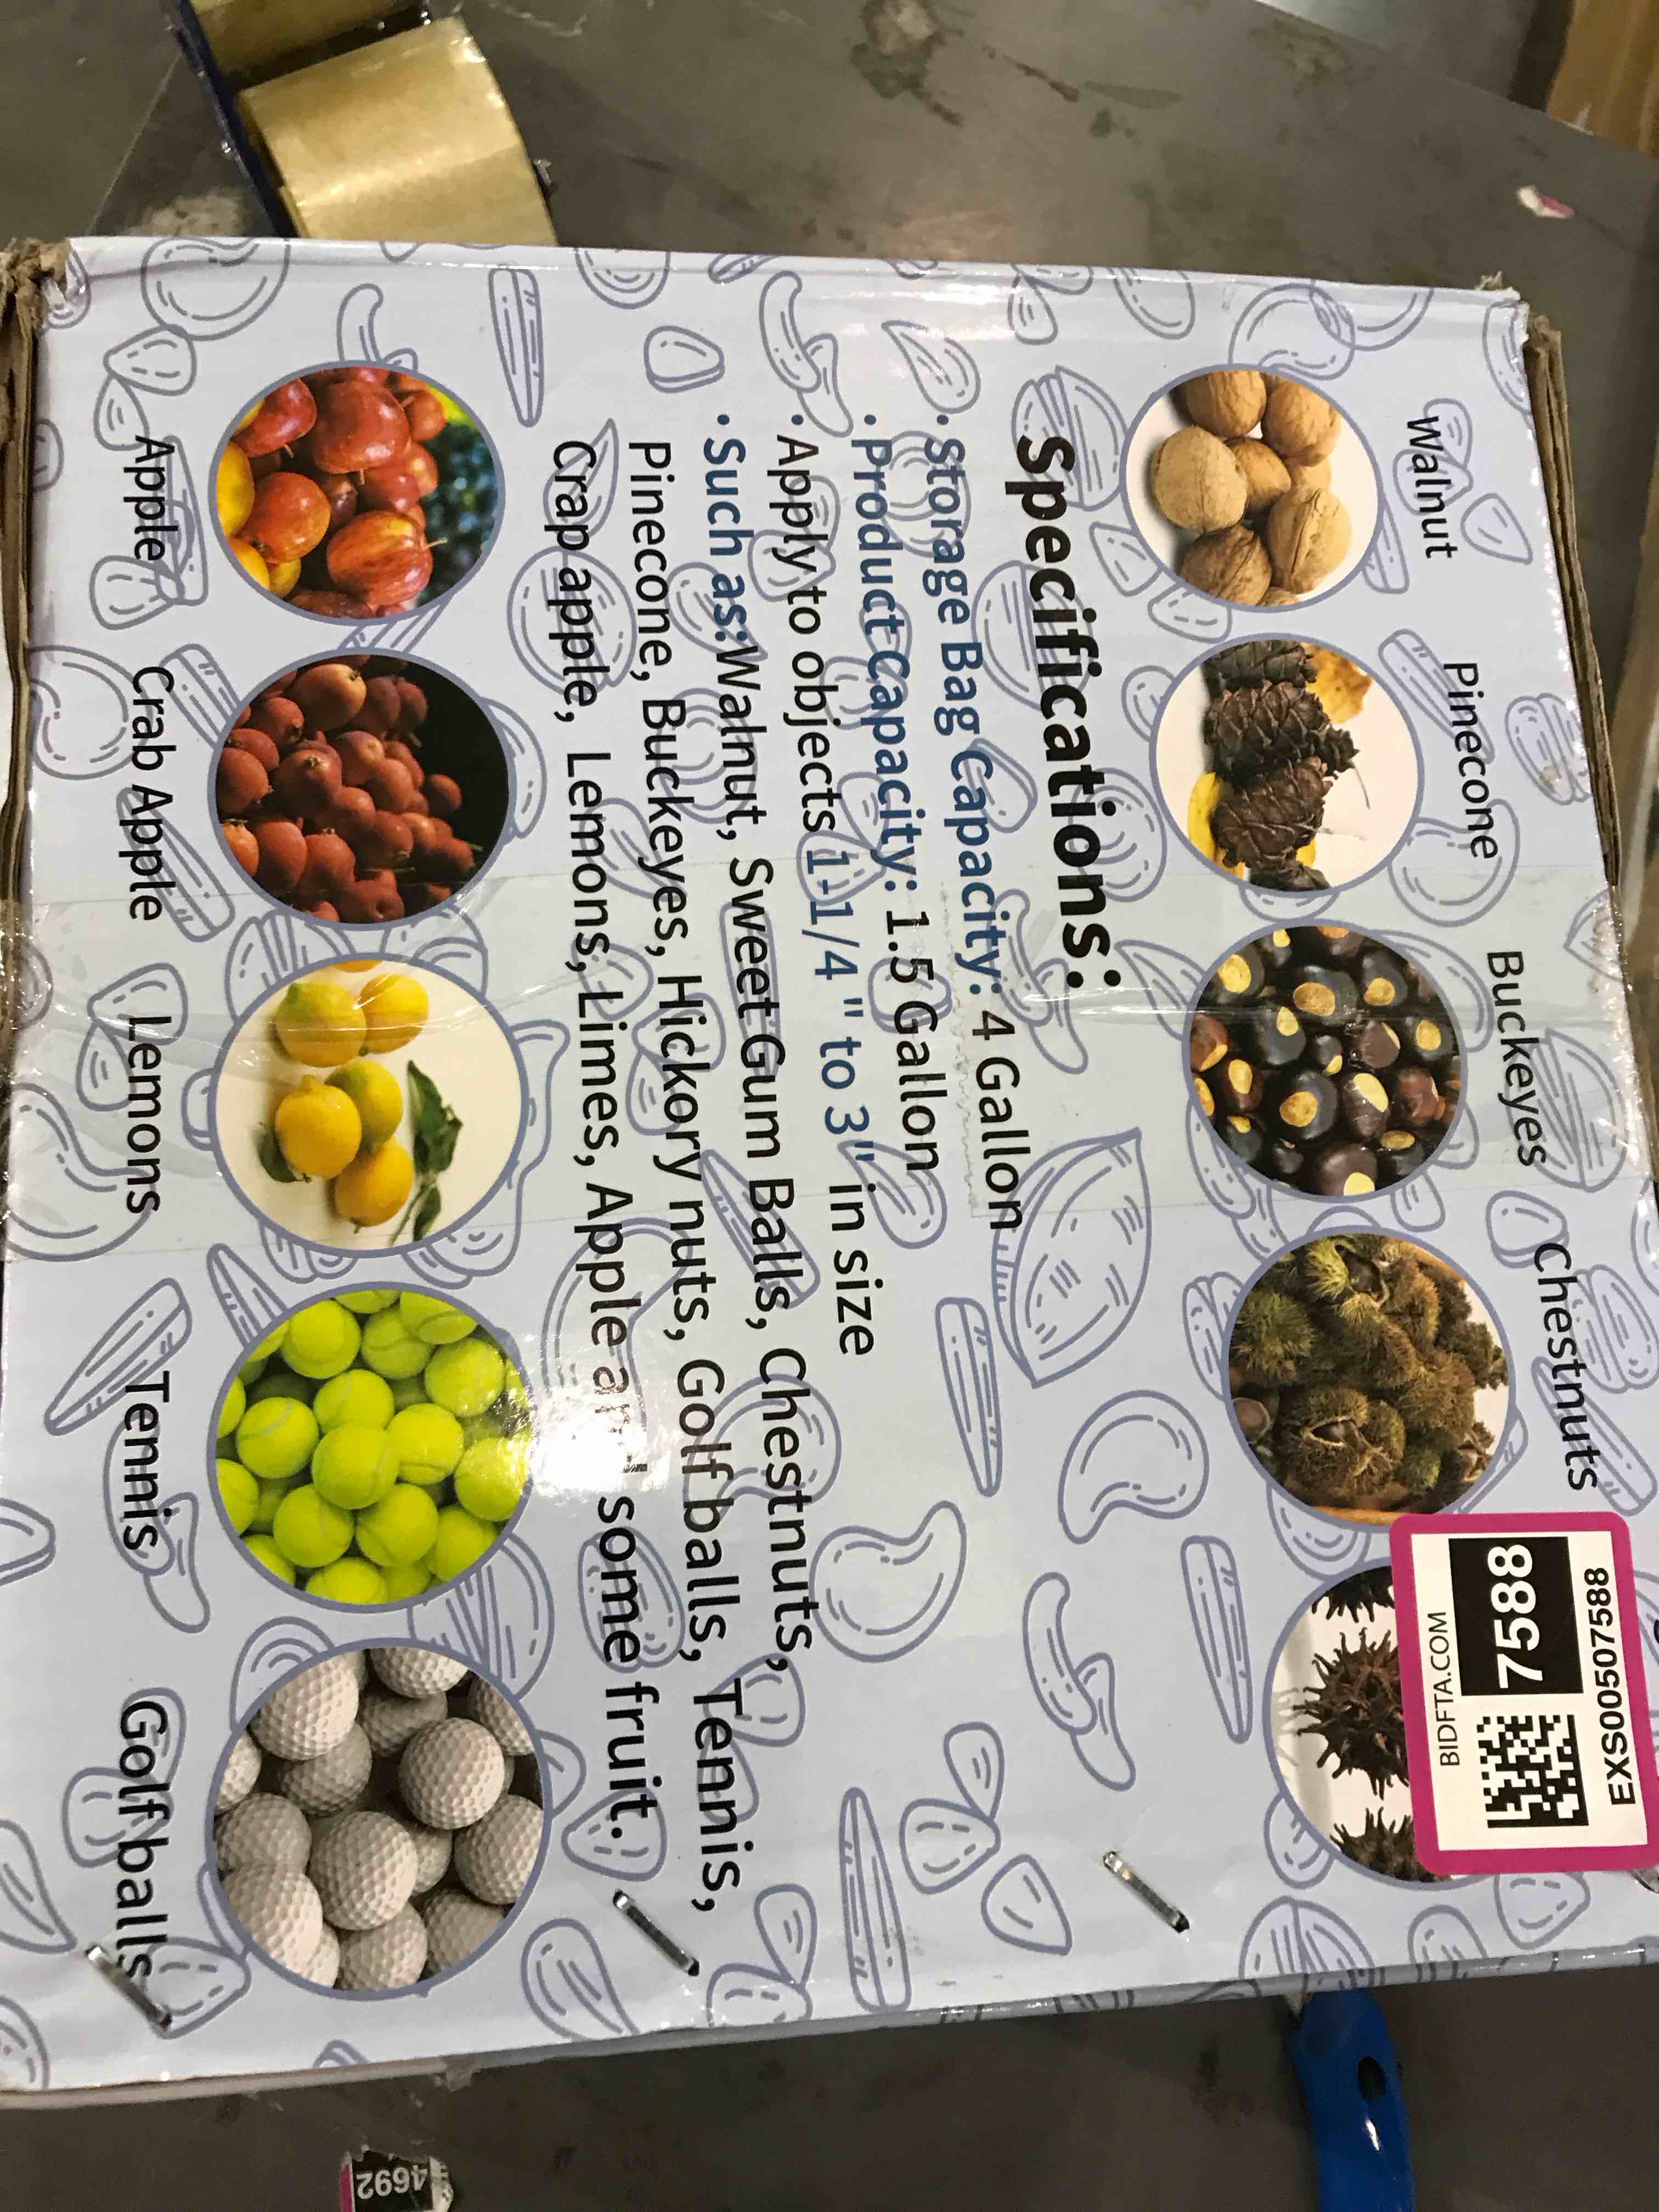 Walnut
Pinecone
Buckeyes
Chestnuts
BIDFTA.COM
7588
EXS00507588
Specifications:
·Storage Bag Capacity: 4 Gallon
·Product Capacity: 1.5 Gallon
·Apply to objects 1-1/4 " to 3" in size
·Such as:Walnut, Sweet Gum Balls, Chestnuts,
Pinecone, Buckeyes, Hickory nuts, Golf balls, Tennis,
Crap apple, Lemons, Limes, Apple and some fruit.
Apple
Crab Apple
Lemons
Tennis
Golf balls
4692